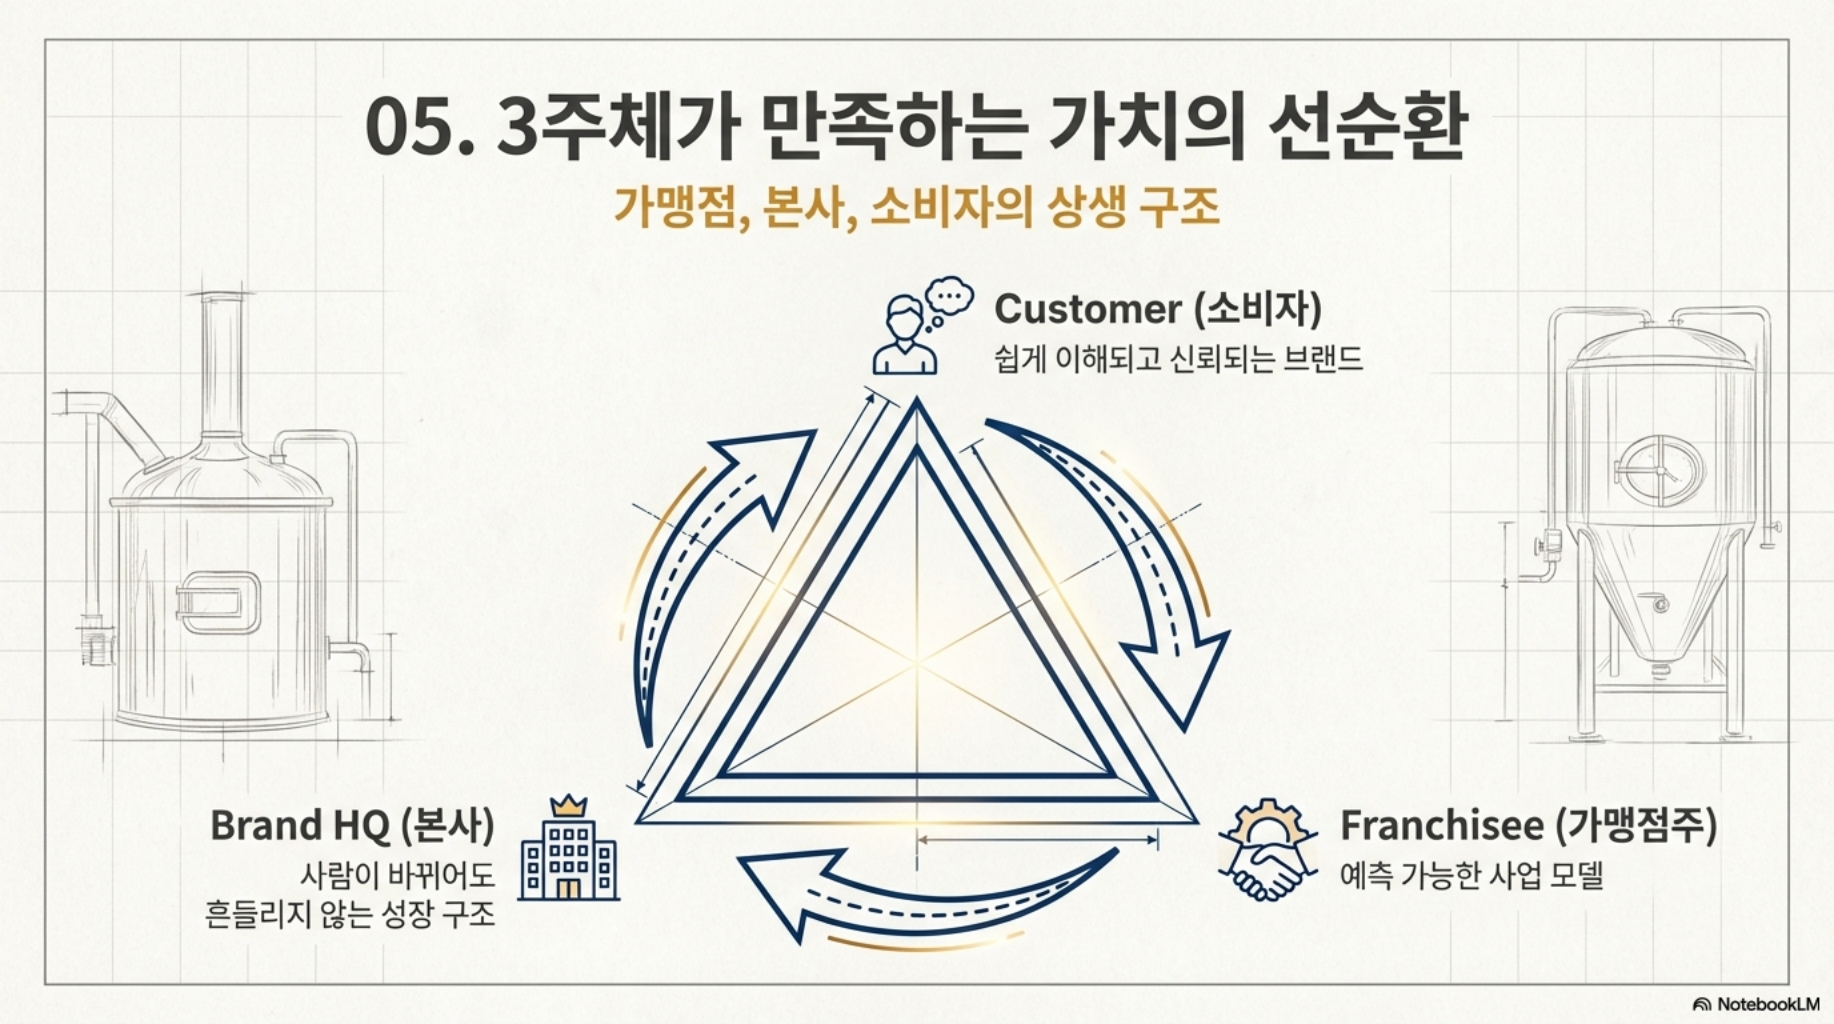 05. 3주체가 만족하는 가치의 선순환
가맹점, 본사, 소비자의 상생 구조
Customer (소비자)
쉽게 이해되고 신뢰되는 브랜드
Brand HQ (본사)
사람이 바뀌어도
흔들리지 않는 성장 구조
Franchisee (가맹점주)
예측 가능한 사업 모델
NotebookLM